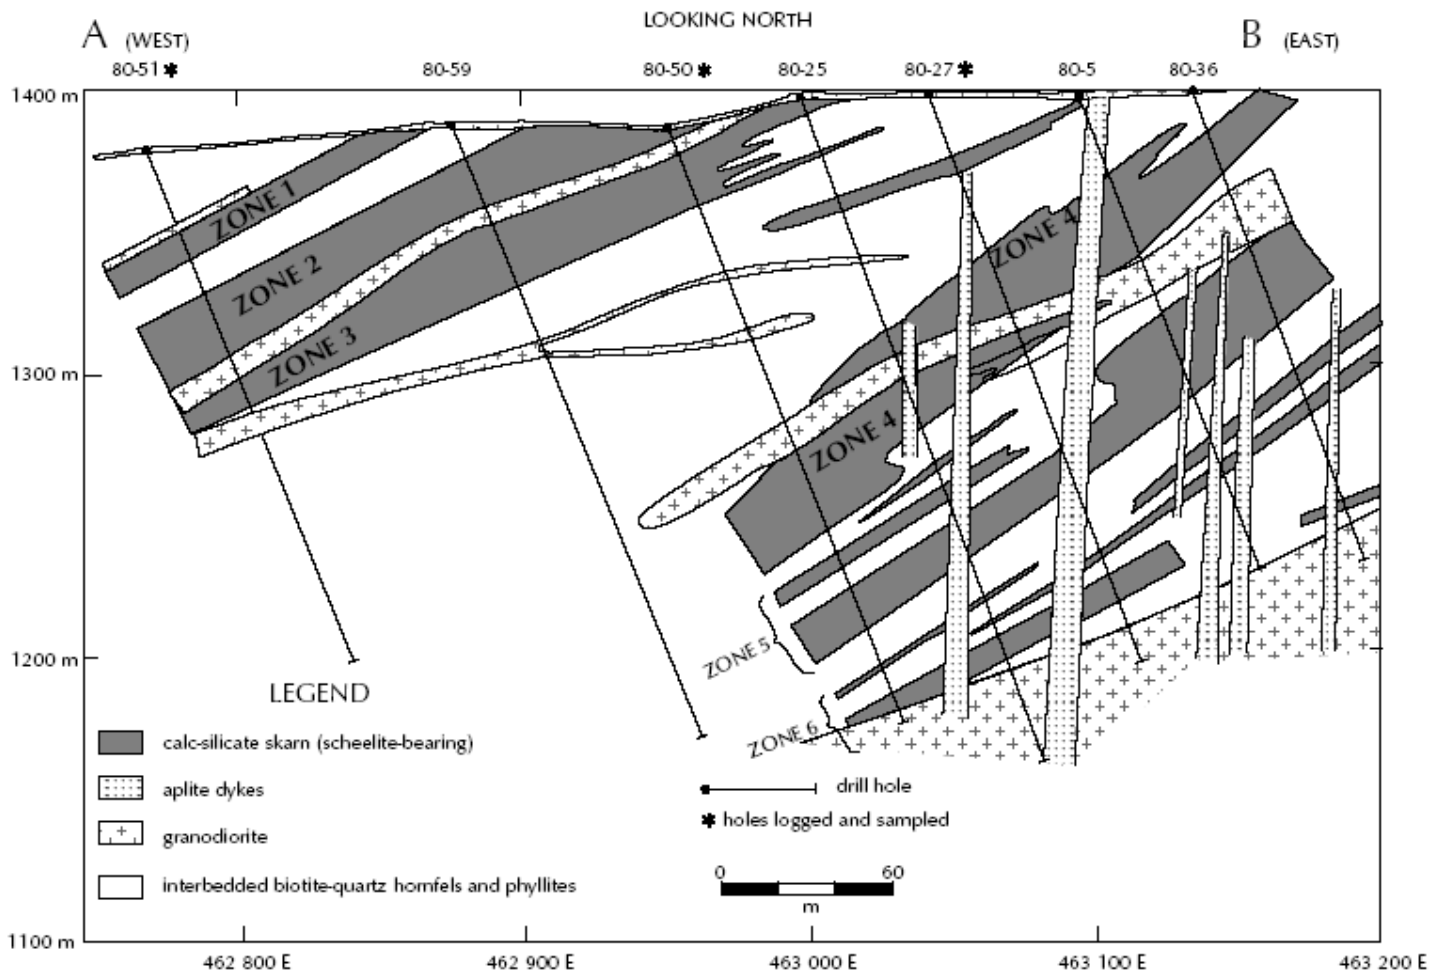 LOOKING NORTH
A (WEST)
B (EAST)
80-51 ✱
80-59
80-50 ✱
80-25
80-27 ✱
80-5
80-36
1400 m
1300 m
1200 m
1100 m
ZONE 1
ZONE 2
ZONE 3
ZONE 4
ZONE 4
ZONE 5
ZONE 6
LEGEND
calc-silicate skarn (scheelite-bearing)
aplite dykes
granodiorite
interbedded biotite-quartz hornfels and phyllites
drill hole
✱ holes logged and sampled
0 60
m
462 800 E
462 900 E
463 000 E
463 100 E
463 200 E